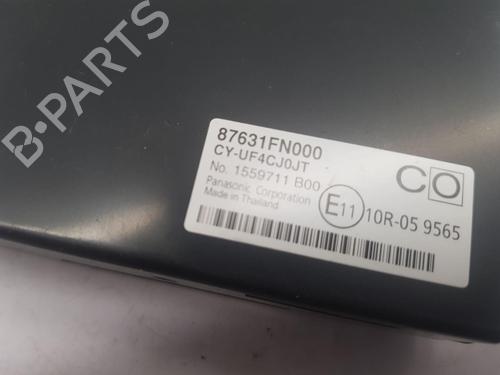 B-PARTS
87631FN000
CY-UF4CJ0JT
No. 1559711 B00
Panasonic Corporation
Made in Thailand
CO
E11 10R-05 9565